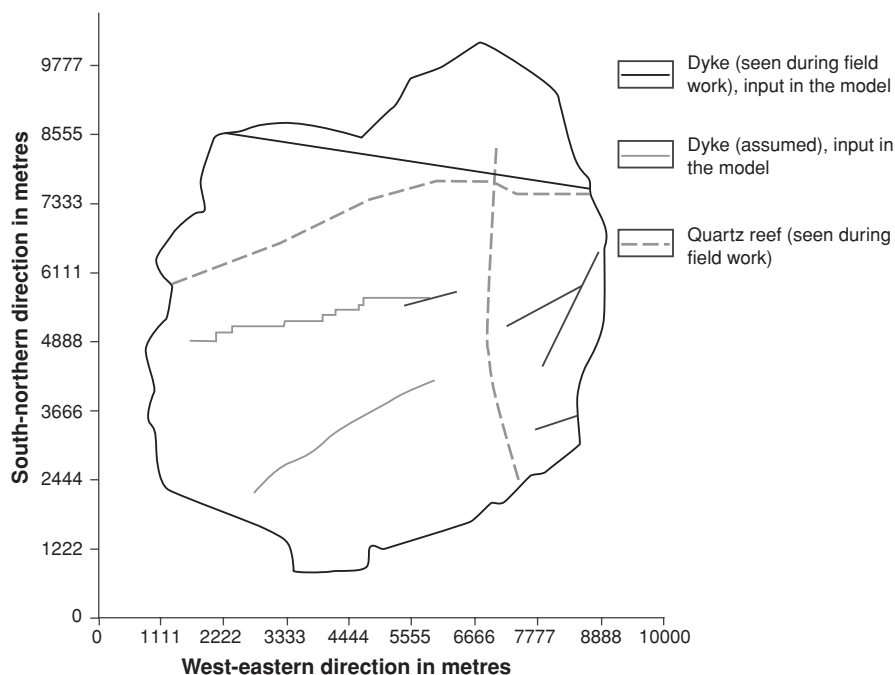 9777
8555
7333
6111
4888
3666
2444
1222
0
South-northern direction in metres
0 1111 2222 3333 4444 5555 6666 7777 8888 10000
West-eastern direction in metres
Dyke (seen during field
work), input in the model
Dyke (assumed), input in
the model
Quartz reef (seen during
field work)